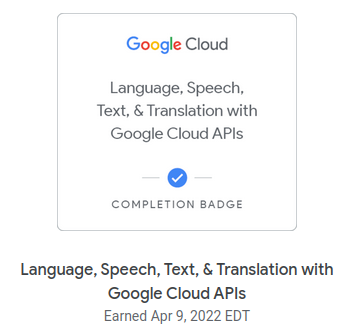 Google Cloud
Language, Speech,
Text, & Translation with
Google Cloud APIs
COMPLETION BADGE
Language, Speech, Text, & Translation with
Google Cloud APIs
Earned Apr 9, 2022 EDT